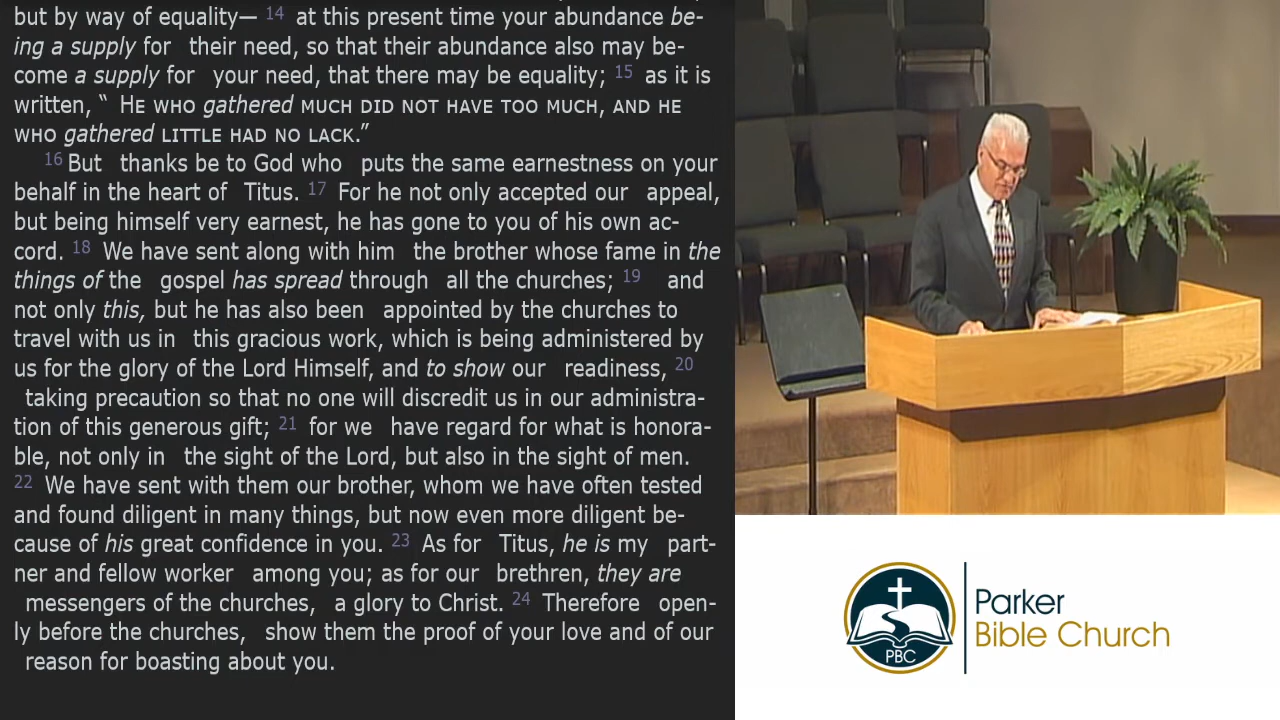 but by way of equality— 14 at this present time your abundance be-
ing a supply for their need, so that their abundance also may be-
come a supply for your need, that there may be equality; 15 as it is
written, “ HE WHO gathered MUCH DID NOT HAVE TOO MUCH, AND HE
WHO gathered LITTLE HAD NO LACK.”
16 But thanks be to God who puts the same earnestness on your
behalf in the heart of Titus. 17 For he not only accepted our appeal,
but being himself very earnest, he has gone to you of his own ac-
cord. 18 We have sent along with him the brother whose fame in the
things of the gospel has spread through all the churches; 19 and
not only this, but he has also been appointed by the churches to
travel with us in this gracious work, which is being administered by
us for the glory of the Lord Himself, and to show our readiness, 20
taking precaution so that no one will discredit us in our administra-
tion of this generous gift; 21 for we have regard for what is honora-
ble, not only in the sight of the Lord, but also in the sight of men.
22 We have sent with them our brother, whom we have often tested
and found diligent in many things, but now even more diligent be-
cause of his great confidence in you. 23 As for Titus, he is my part-
ner and fellow worker among you; as for our brethren, they are
messengers of the churches, a glory to Christ. 24 Therefore open-
ly before the churches, show them the proof of your love and of our
reason for boasting about you.
PBC
Parker
Bible Church